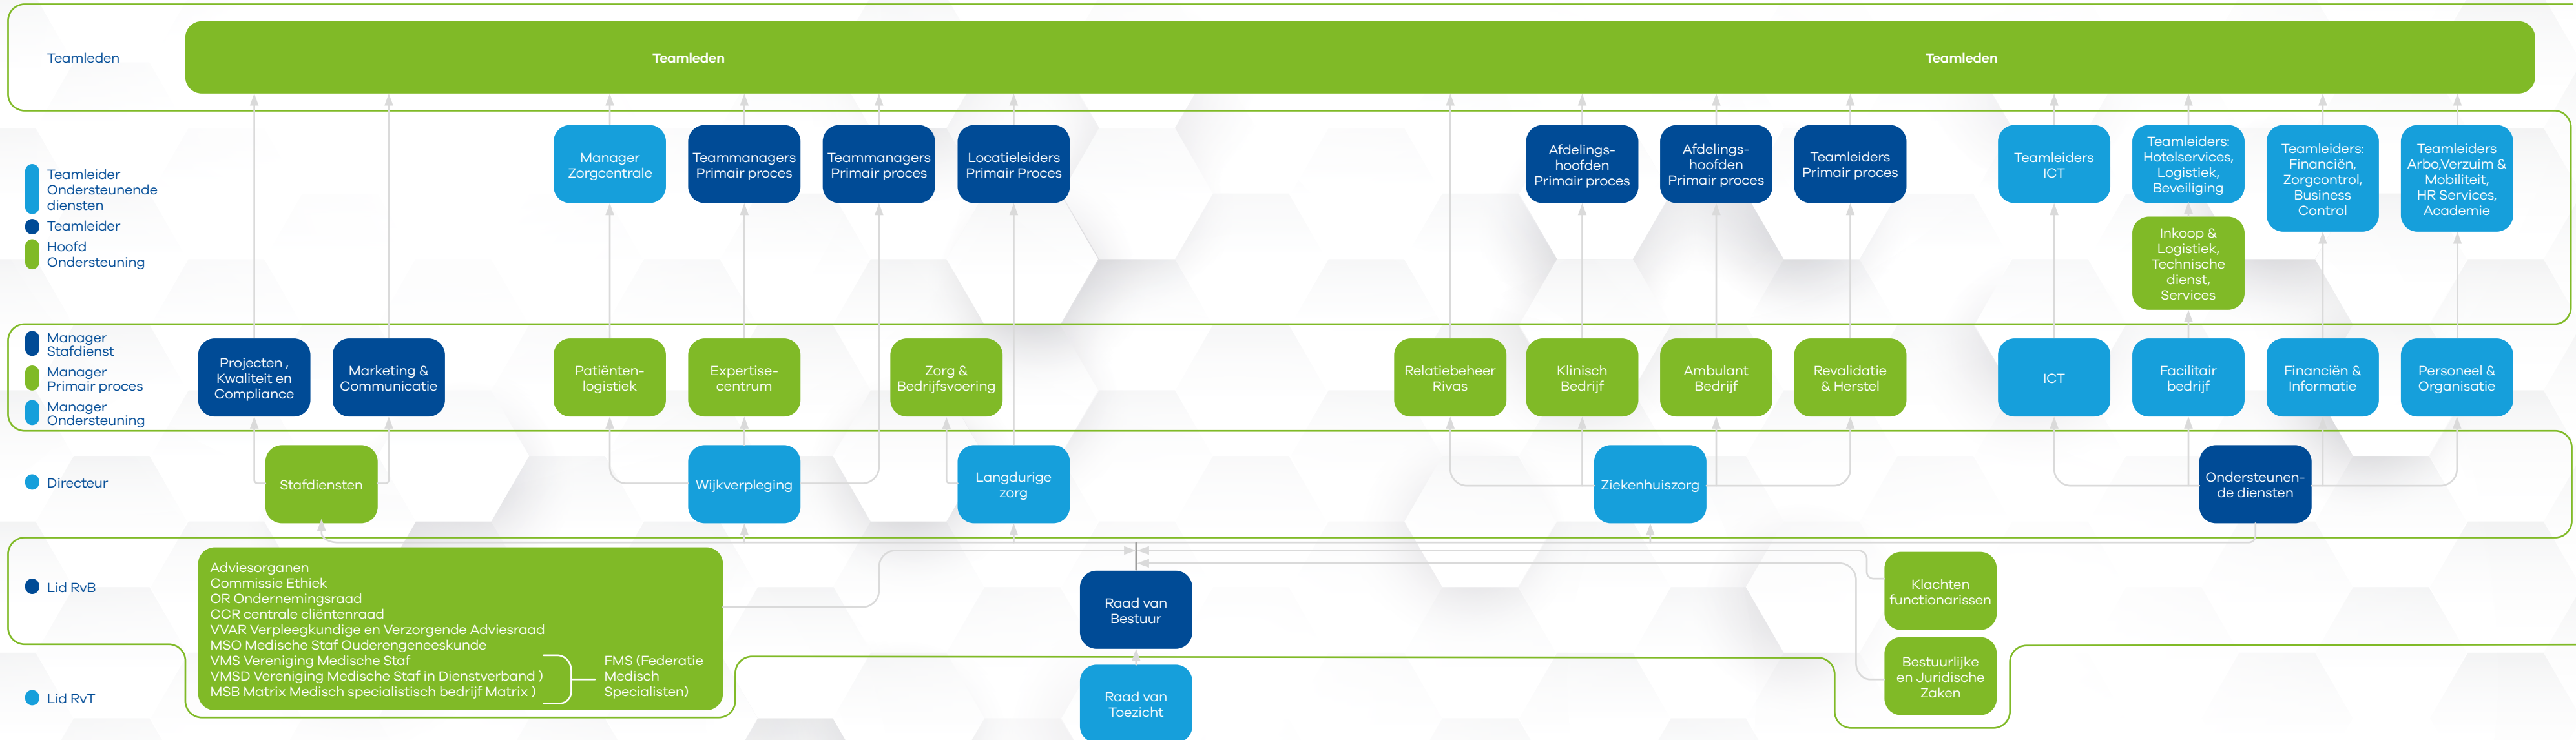 Teamleden
Teamleden
Teamleden
Teamleider
Ondersteunende
diensten
Teamleider
Hoofd
Ondersteuning
Manager
Zorgcentrale
Teammanagers
Primair proces
Teammanagers
Primair proces
Locatieleiders
Primair Proces
Afdelings-
hoofden
Primair proces
Afdelings-
hoofden
Primair proces
Teamleiders
Primair proces
Teamleiders
ICT
Teamleiders:
Hotelservices,
Logistiek,
Beveiliging
Teamleiders:
Financiën,
Zorgcontrol,
Business
Control
Teamleiders
Arbo,Verzuim &
Mobiliteit,
HR Services,
Academie
Inkoop &
Logistiek,
Technische
dienst,
Services
Manager
Stafdienst
Manager
Primair proces
Manager
Ondersteuning
Projecten ,
Kwaliteit en
Compliance
Marketing &
Communicatie
Patiënten-
logistiek
Expertise-
centrum
Zorg &
Bedrijfsvoering
Relatiebeheer
Rivas
Klinisch
Bedrijf
Ambulant
Bedrijf
Revalidatie
& Herstel
ICT
Facilitair
bedrijf
Financiën &
Informatie
Personeel &
Organisatie
Directeur
Stafdiensten
Wijkverpleging
Langdurige
zorg
Ziekenhuiszorg
Ondersteunen-
de diensten
Lid RvB
Adviesorganen
Commissie Ethiek
OR Ondernemingsraad
CCR centrale cliëntenraad
VVAR Verpleegkundige en Verzorgende Adviesraad
MSO Medische Staf Ouderengeneeskunde
VMS Vereniging Medische Staf
VMSD Vereniging Medische Staf in Dienstverband )
MSB Matrix Medisch specialistisch bedrijf Matrix )
FMS (Federatie
Medisch
Specialisten)
Raad van
Bestuur
Klachten
functionarissen
Bestuurlijke
en Juridische
Zaken
Lid RvT
Raad van
Toezicht